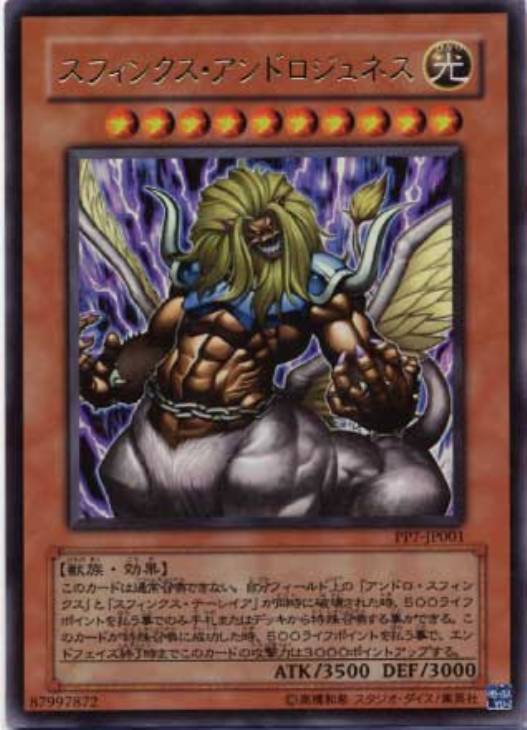 スフィンクス・アンドロジュネス
光
PP7-JP001
【獣族・効果】
このカードは通常召喚できない。自分フィールド上の「アンドロ・スフィン
クス」と「スフィンクス・テーレイア」が同時に破壊された時、500ライフ
ポイントを払う事でのみ手札またはデッキから特殊召喚する事ができる。こ
のカードが特殊召喚に成功した時、500ライフポイントを払う事で、エンド
フェイズ終了時までこのカードの攻撃力は3000ポイントアップする。
ATK/3500 DEF/3000
87997872
©高橋和希 スタジオ・ダイス/集英社